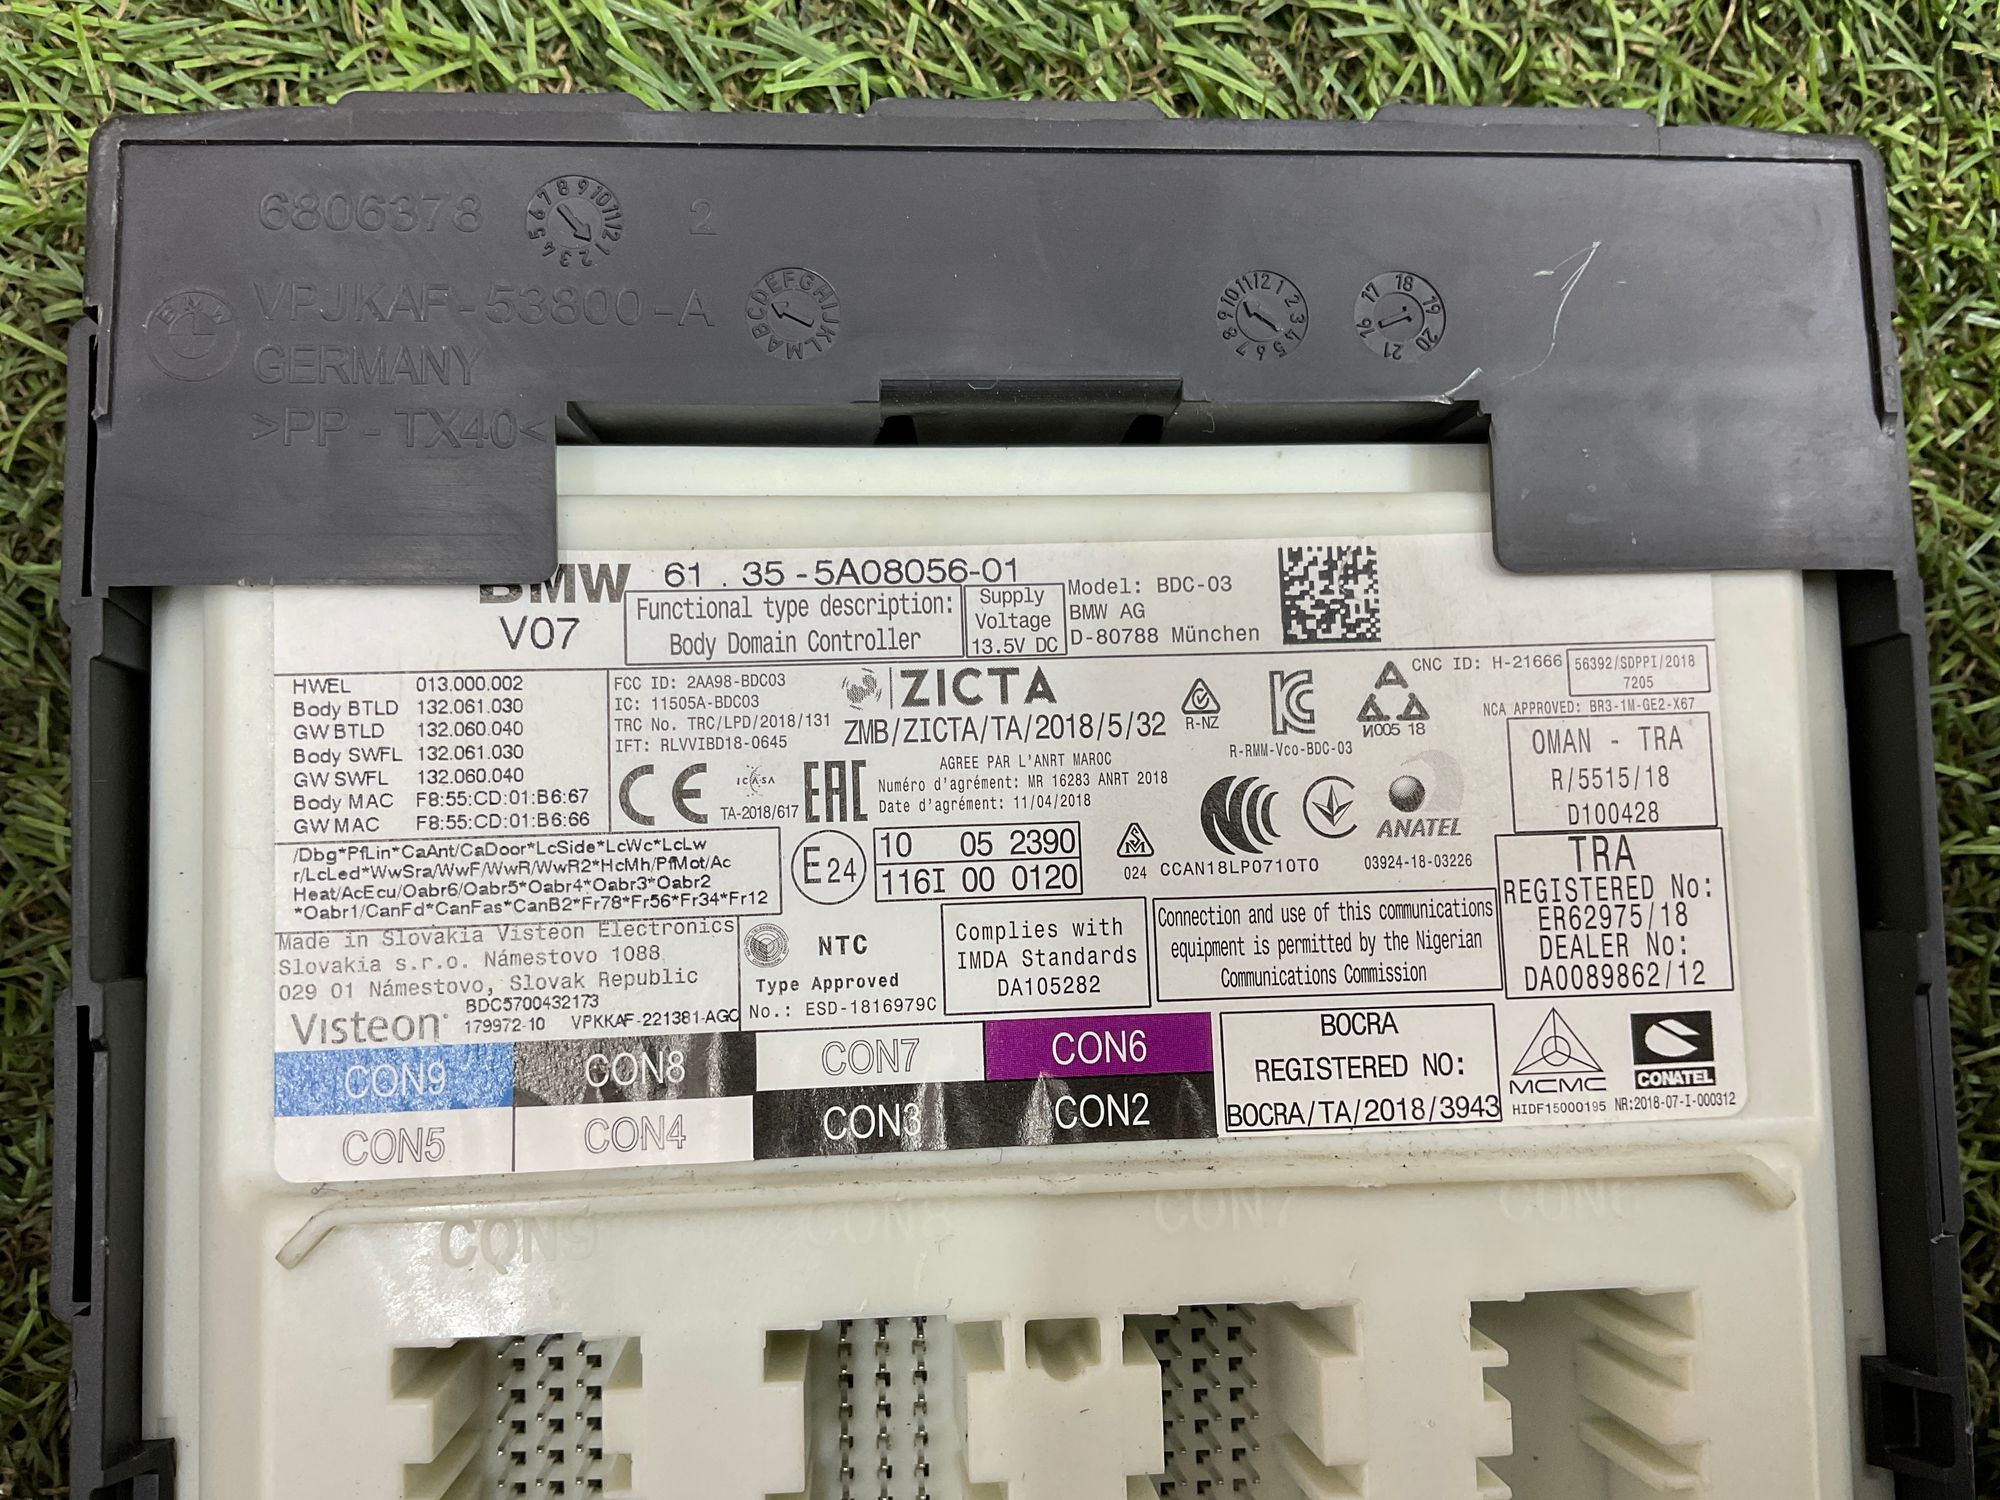 6806378 2
VPJKAF-53800-A
GERMANY
>PP-TX40<
BMW 61.35-5A08056-01
V07
Functional type description:
Body Domain Controller
Supply
Voltage
13.5V DC
Model: BDC-03
BMW AG
D-80788 München
HWEL 013.000.002
Body BTLD 132.061.030
GW BTLD 132.060.040
Body SWFL 132.061.030
GW SWFL 132.060.040
Body MAC F8:55:CD:01:B6:67
GW MAC F8:55:CD:01:B6:66
FCC ID: 2AA98-BDC03
IC: 11505A-BDC03
TRC No. TRC/LPD/2018/131
IFT: RLVVIBD18-0645
ZICTA
ZMB/ZICTA/TA/2018/5/32
R-NZ
R-RMM-Vco-BDC-03
И005 18
CNC ID: H-21666
56392/SDPPI/2018
7205
NCA APPROVED: BR3-1M-GE2-X67
CE
ICASA
TA-2018/617
EAC
AGREE PAR L'ANRT MAROC
Numéro d'agrément: MR 16283 ANRT 2018
Date d'agrément: 11/04/2018
ANATEL
03924-18-03226
OMAN - TRA
R/5515/18
D100428
/Dbg*PfLin*CaAnt/CaDoor*LcSide*LcWc*LcLw
r/LcLed*WwSra/WwF/WwR/WwR2*HcMh/PfMot/Ac
Heat/AcEcu/Oabr6/Oabr5*Oabr4*Oabr3*Oabr2
*Oabr1/CanFd*CanFas*CanB2*Fr78*Fr56*Fr34*Fr12
E24
10 05 2390
116I 00 0120
024
CCAN18LP0710T0
TRA
REGISTERED No:
ER62975/18
DEALER No:
DA0089862/12
Made in Slovakia Visteon Electronics
Slovakia s.r.o. Námestovo 1088
029 01 Námestovo, Slovak Republic
BDC5700432173
Visteon 179972-10 VPKKAF-221381-AGC
NTC
Type Approved
No.: ESD-1816979C
Complies with
IMDA Standards
DA105282
Connection and use of this communications
equipment is permitted by the Nigerian
Communications Commission
CON9 CON8 CON7 CON6
CON5 CON4 CON3 CON2
BOCRA
REGISTERED NO:
BOCRA/TA/2018/3943
MCMC
HIDF15000195
CONATEL
NR:2018-07-I-000312
CON9 CON8 CON7 CON6